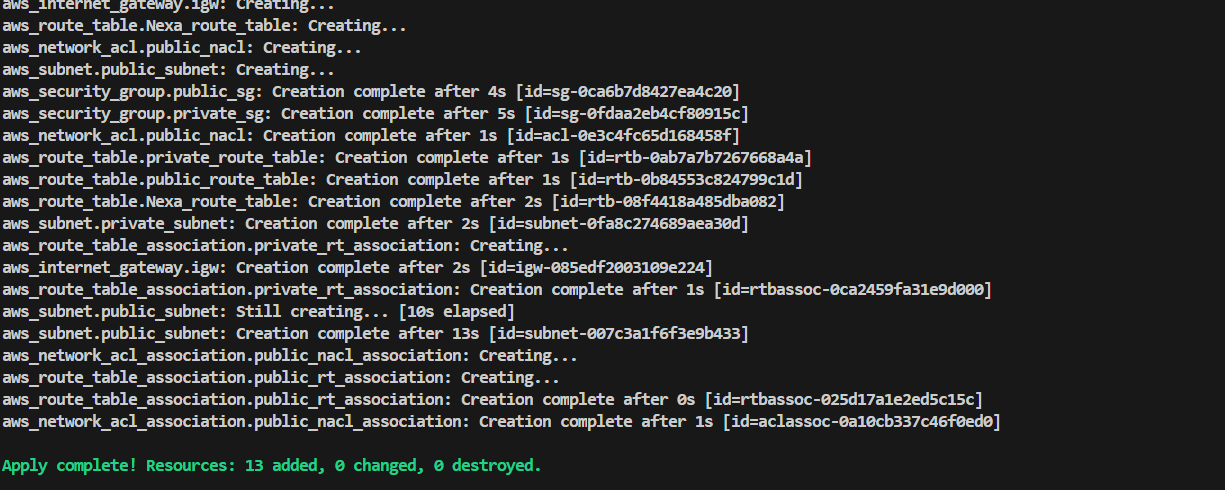 aws_internet_gateway.igw: Creating...
aws_route_table.Nexa_route_table: Creating...
aws_network_acl.public_nacl: Creating...
aws_subnet.public_subnet: Creating...
aws_security_group.public_sg: Creation complete after 4s [id=sg-0ca6b7d8427ea4c20]
aws_security_group.private_sg: Creation complete after 5s [id=sg-0fdaa2eb4cf80915c]
aws_network_acl.public_nacl: Creation complete after 1s [id=acl-0e3c4fc65d168458f]
aws_route_table.private_route_table: Creation complete after 1s [id=rtb-0ab7a7b7267668a4a]
aws_route_table.public_route_table: Creation complete after 1s [id=rtb-0b84553c824799c1d]
aws_route_table.Nexa_route_table: Creation complete after 2s [id=rtb-08f4418a485dba082]
aws_subnet.private_subnet: Creation complete after 2s [id=subnet-0fa8c274689aea30d]
aws_route_table_association.private_rt_association: Creating...
aws_internet_gateway.igw: Creation complete after 2s [id=igw-085edf2003109e224]
aws_route_table_association.private_rt_association: Creation complete after 1s [id=rtbassoc-0ca2459fa31e9d000]
aws_subnet.public_subnet: Still creating... [10s elapsed]
aws_subnet.public_subnet: Creation complete after 13s [id=subnet-007c3a1f6f3e9b433]
aws_network_acl_association.public_nacl_association: Creating...
aws_route_table_association.public_rt_association: Creating...
aws_route_table_association.public_rt_association: Creation complete after 0s [id=rtbassoc-025d17a1e2ed5c15c]
aws_network_acl_association.public_nacl_association: Creation complete after 1s [id=aclassoc-0a10cb337c46f0ed0]
Apply complete! Resources: 13 added, 0 changed, 0 destroyed.